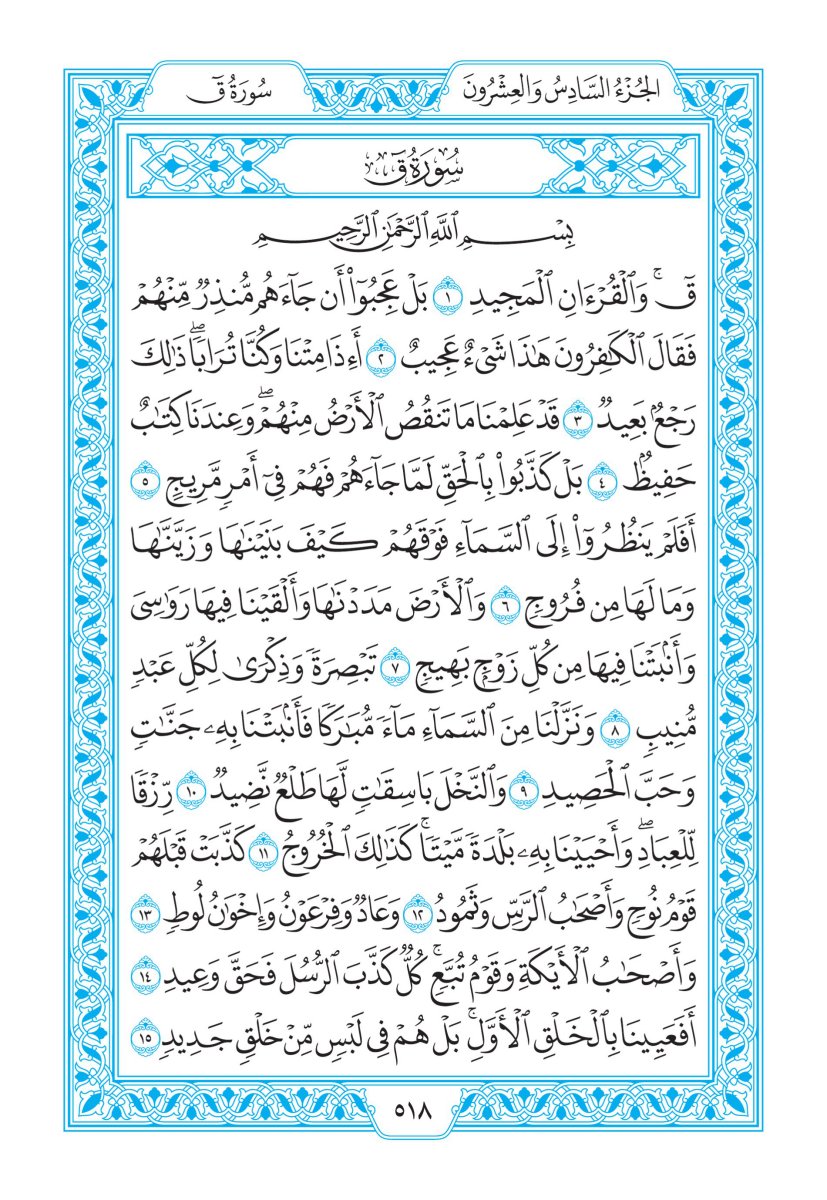 الجُزْءُ السَّادِسُ وَالعِشْرُونَ
سُورَةُ قٓ
سُورَةُ قٓ
بِسْمِ ٱللَّهِ ٱلرَّحْمَٰنِ ٱلرَّحِيمِ
قٓۚ وَٱلْقُرْءَانِ ٱلْمَجِيدِ ١ بَلْ عَجِبُوٓا۟ أَن جَآءَهُم مُّنذِرٌ مِّنْهُمْ
فَقَالَ ٱلْكَٰفِرُونَ هَٰذَا شَىْءٌ عَجِيبٌ ٢ أَءِذَا مِتْنَا وَكُنَّا تُرَابًاۖ ذَٰلِكَ
رَجْعٌۢ بَعِيدٌ ٣ قَدْ عَلِمْنَا مَا تَنقُصُ ٱلْأَرْضُ مِنْهُمْۖ وَعِندَنَا كِتَٰبٌ
حَفِيظٌۢ ٤ بَلْ كَذَّبُوا۟ بِٱلْحَقِّ لَمَّا جَآءَهُمْ فَهُمْ فِىٓ أَمْرٍ مَّرِيجٍ ٥
أَفَلَمْ يَنظُرُوٓا۟ إِلَى ٱلسَّمَآءِ فَوْقَهُمْ كَيْفَ بَنَيْنَٰهَا وَزَيَّنَّٰهَا
وَمَا لَهَا مِن فُرُوجٍ ٦ وَٱلْأَرْضَ مَدَدْنَٰهَا وَأَلْقَيْنَا فِيهَا رَوَٰسِىَ
وَأَنۢبَتْنَا فِيهَا مِن كُلِّ زَوْجٍۭ بَهِيجٍ ٧ تَبْصِرَةً وَذِكْرَىٰ لِكُلِّ عَبْدٍ
مُّنِيبٍ ٨ وَنَزَّلْنَا مِنَ ٱلسَّمَآءِ مَآءً مُّبَٰرَكًا فَأَنۢبَتْنَا بِهِۦ جَنَّٰتٍ
وَحَبَّ ٱلْحَصِيدِ ٩ وَٱلنَّخْلَ بَاسِقَٰتٍ لَّهَا طَلْعٌ نَّضِيدٌ ١٠ رِّزْقًا
لِّلْعِبَادِۖ وَأَحْيَيْنَا بِهِۦ بَلْدَةً مَّيْتًاۚ كَذَٰلِكَ ٱلْخُرُوجُ ١١ كَذَّبَتْ قَبْلَهُمْ
قَوْمُ نُوحٍ وَأَصْحَٰبُ ٱلرَّسِّ وَثَمُودُ ١٢ وَعَادٌ وَفِرْعَوْنُ وَإِخْوَٰنُ لُوطٍ ١٣
وَأَصْحَٰبُ ٱلْأَيْكَةِ وَقَوْمُ تُبَّعٍۚ كُلٌّ كَذَّبَ ٱلرُّسُلَ فَحَقَّ وَعِيدِ ١٤
أَفَعَيِينَا بِٱلْخَلْقِ ٱلْأَوَّلِۚ بَلْ هُمْ فِى لَبْسٍ مِّنْ خَلْقٍ جَدِيدٍ ١٥
٥١٨